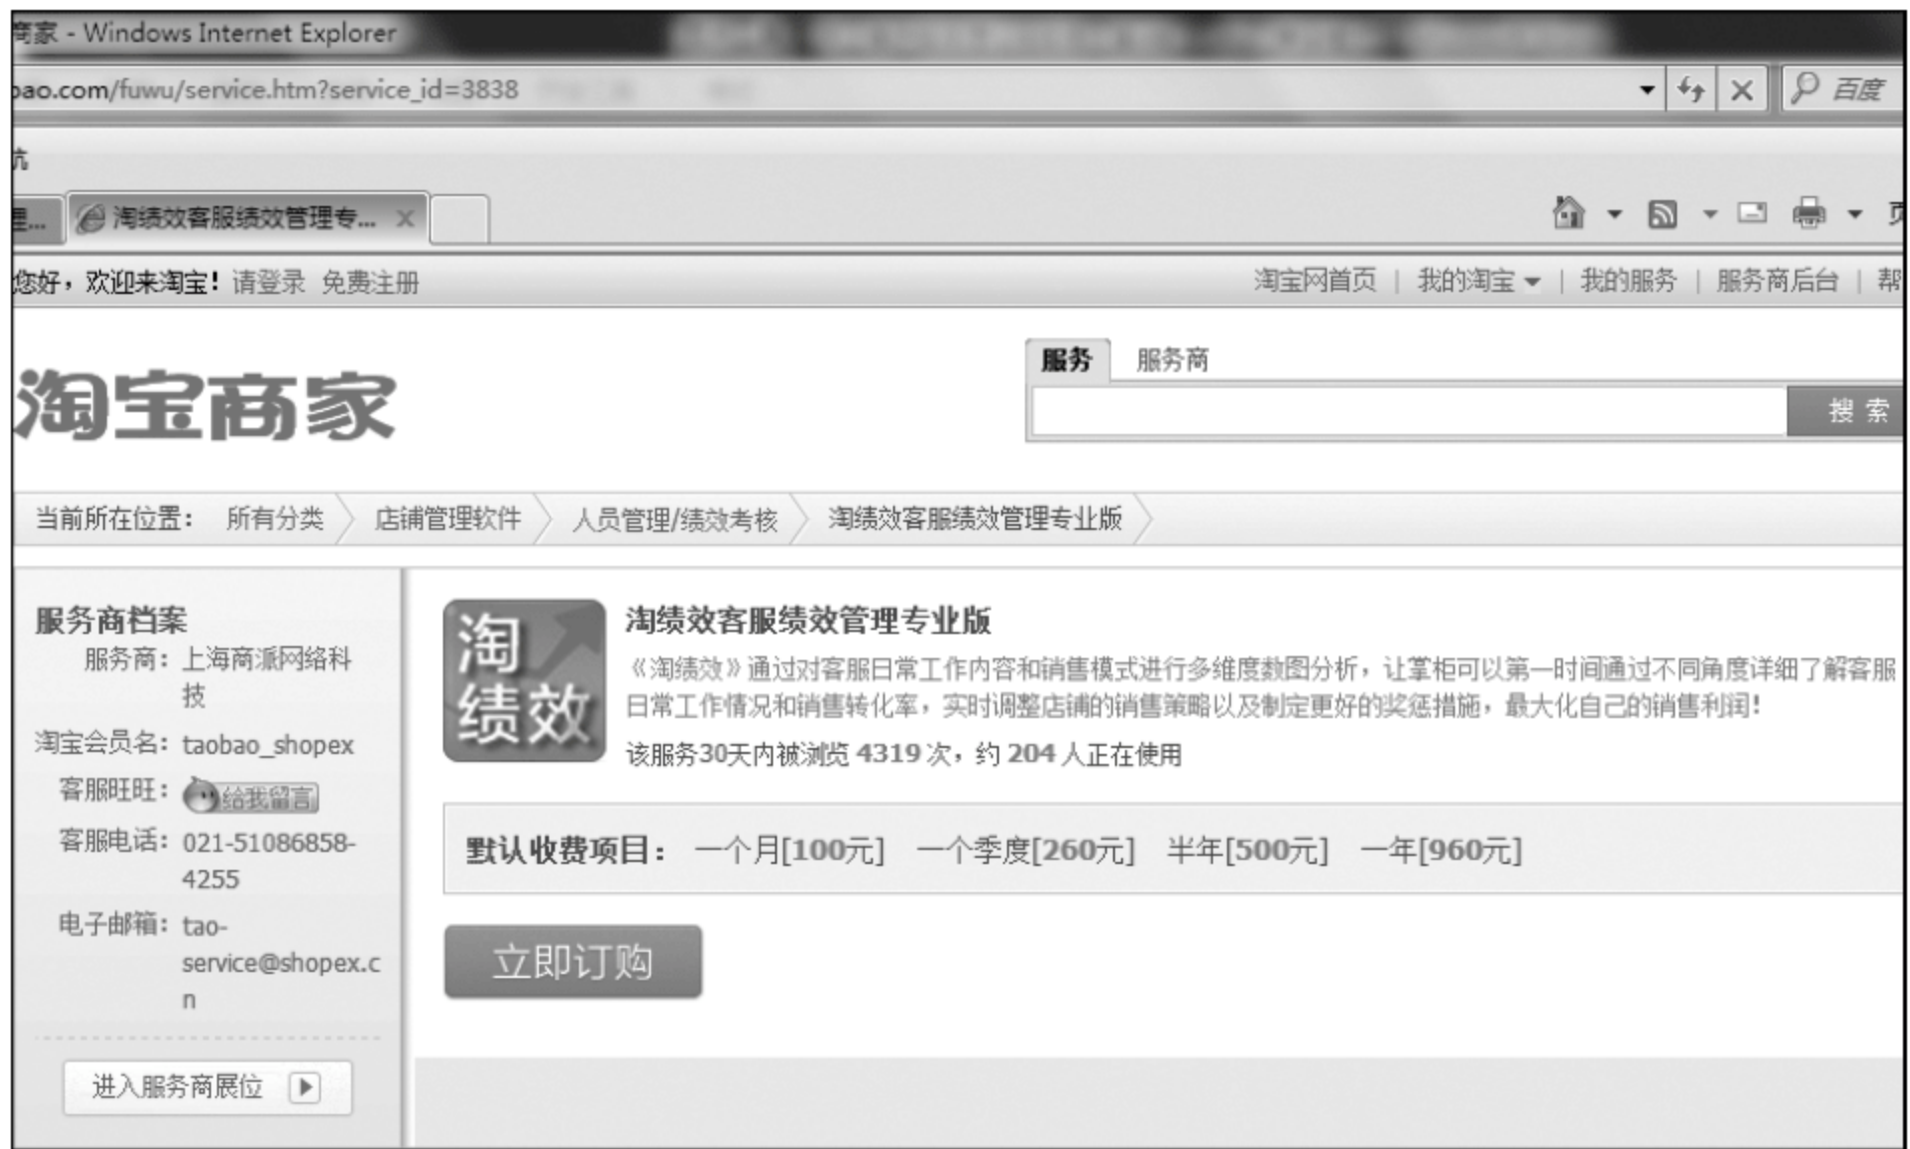 商家 - Windows Internet Explorer
bao.com/fuwu/service.htm?service_id=3838
百度
航
理...
淘绩效客服绩效管理专...
页
您好，欢迎来淘宝！请登录 免费注册
淘宝网首页 | 我的淘宝 | 我的服务 | 服务商后台 | 帮
服务 服务商
淘宝商家
搜 索
当前所在位置： 所有分类 店铺管理软件 人员管理/绩效考核 淘绩效客服绩效管理专业版
服务商档案
服务商：上海商派网络科
技
淘宝会员名：taobao_shopex
客服旺旺：给我留言
客服电话：021-51086858-
4255
电子邮箱：tao-
service@shopex.c
n
进入服务商展位
淘
绩效
淘绩效客服绩效管理专业版
《淘绩效》通过对客服日常工作内容和销售模式进行多维度数图分析，让掌柜可以第一时间通过不同角度详细了解客服
日常工作情况和销售转化率，实时调整店铺的销售策略以及制定更好的奖惩措施，最大化自己的销售利润！
该服务30天内被浏览 4319 次，约 204 人正在使用
默认收费项目： 一个月[100元] 一个季度[260元] 半年[500元] 一年[960元]
立即订购